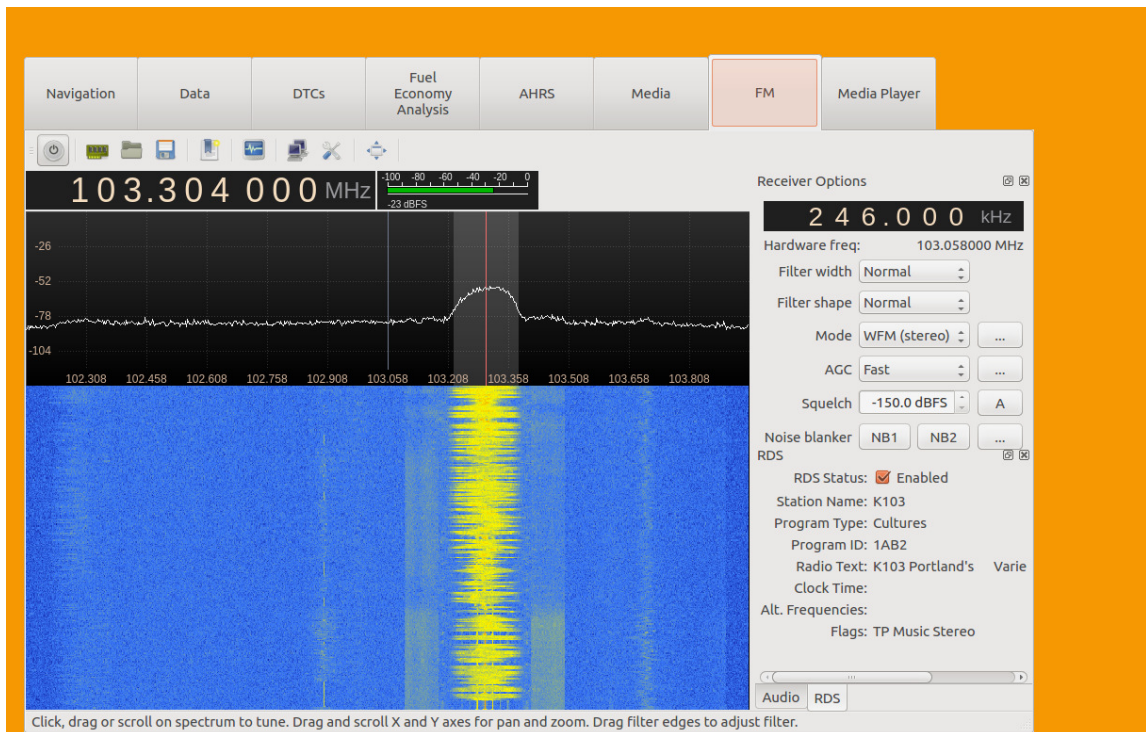 Navigation Data DTCs Fuel Economy Analysis AHRS Media FM Media Player
103.304 000 MHz
-100 -80 -60 -40 -20 0
-23 dBFS
-26
-52
-78
-104
102.308 102.458 102.608 102.758 102.908 103.058 103.208 103.358 103.508 103.658 103.808
Receiver Options
246.000 kHz
Hardware freq: 103.058000 MHz
Filter width Normal
Filter shape Normal
Mode WFM (stereo) ...
AGC Fast ...
Squelch -150.0 dBFS A
Noise blanker NB1 NB2 ...
RDS
RDS Status: Enabled
Station Name: K103
Program Type: Cultures
Program ID: 1AB2
Radio Text: K103 Portland's Varie
Clock Time:
Alt. Frequencies:
Flags: TP Music Stereo
Audio RDS
Click, drag or scroll on spectrum to tune. Drag and scroll X and Y axes for pan and zoom. Drag filter edges to adjust filter.